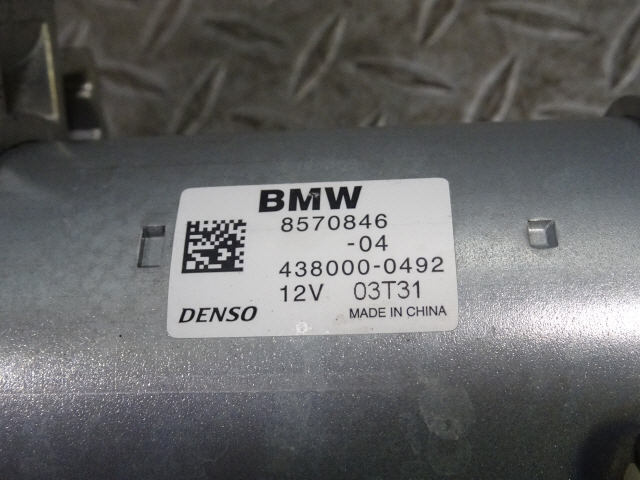 BMW
8570846
-04
438000-0492
12V 03T31
DENSO MADE IN CHINA